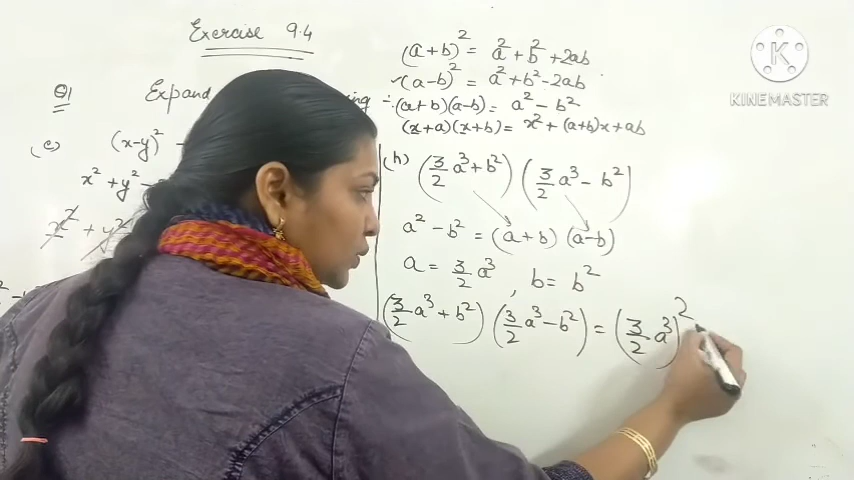 Exercise 9.4
(a+b)² = a²+b²+2ab
(a-b)² = a²+b²-2ab
(a+b)(a-b) = a²-b²
(x+a)(x+b) = x²+(a+b)x+ab
Q1 Expand
(e) (x-y)²
x²+y²-
x² + y²
(h) (3/2 a³+b²) (3/2 a³-b²)
a²-b² = (a+b) (a-b)
a = 3/2 a³ , b = b²
(3/2 a³+b²) (3/2 a³-b²) = (3/2 a³)²
KINEMASTER